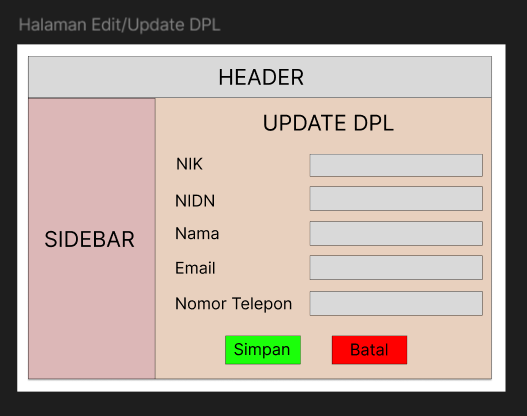 Halaman Edit/Update DPL
HEADER
SIDEBAR
UPDATE DPL
NIK
NIDN
Nama
Email
Nomor Telepon
Simpan
Batal